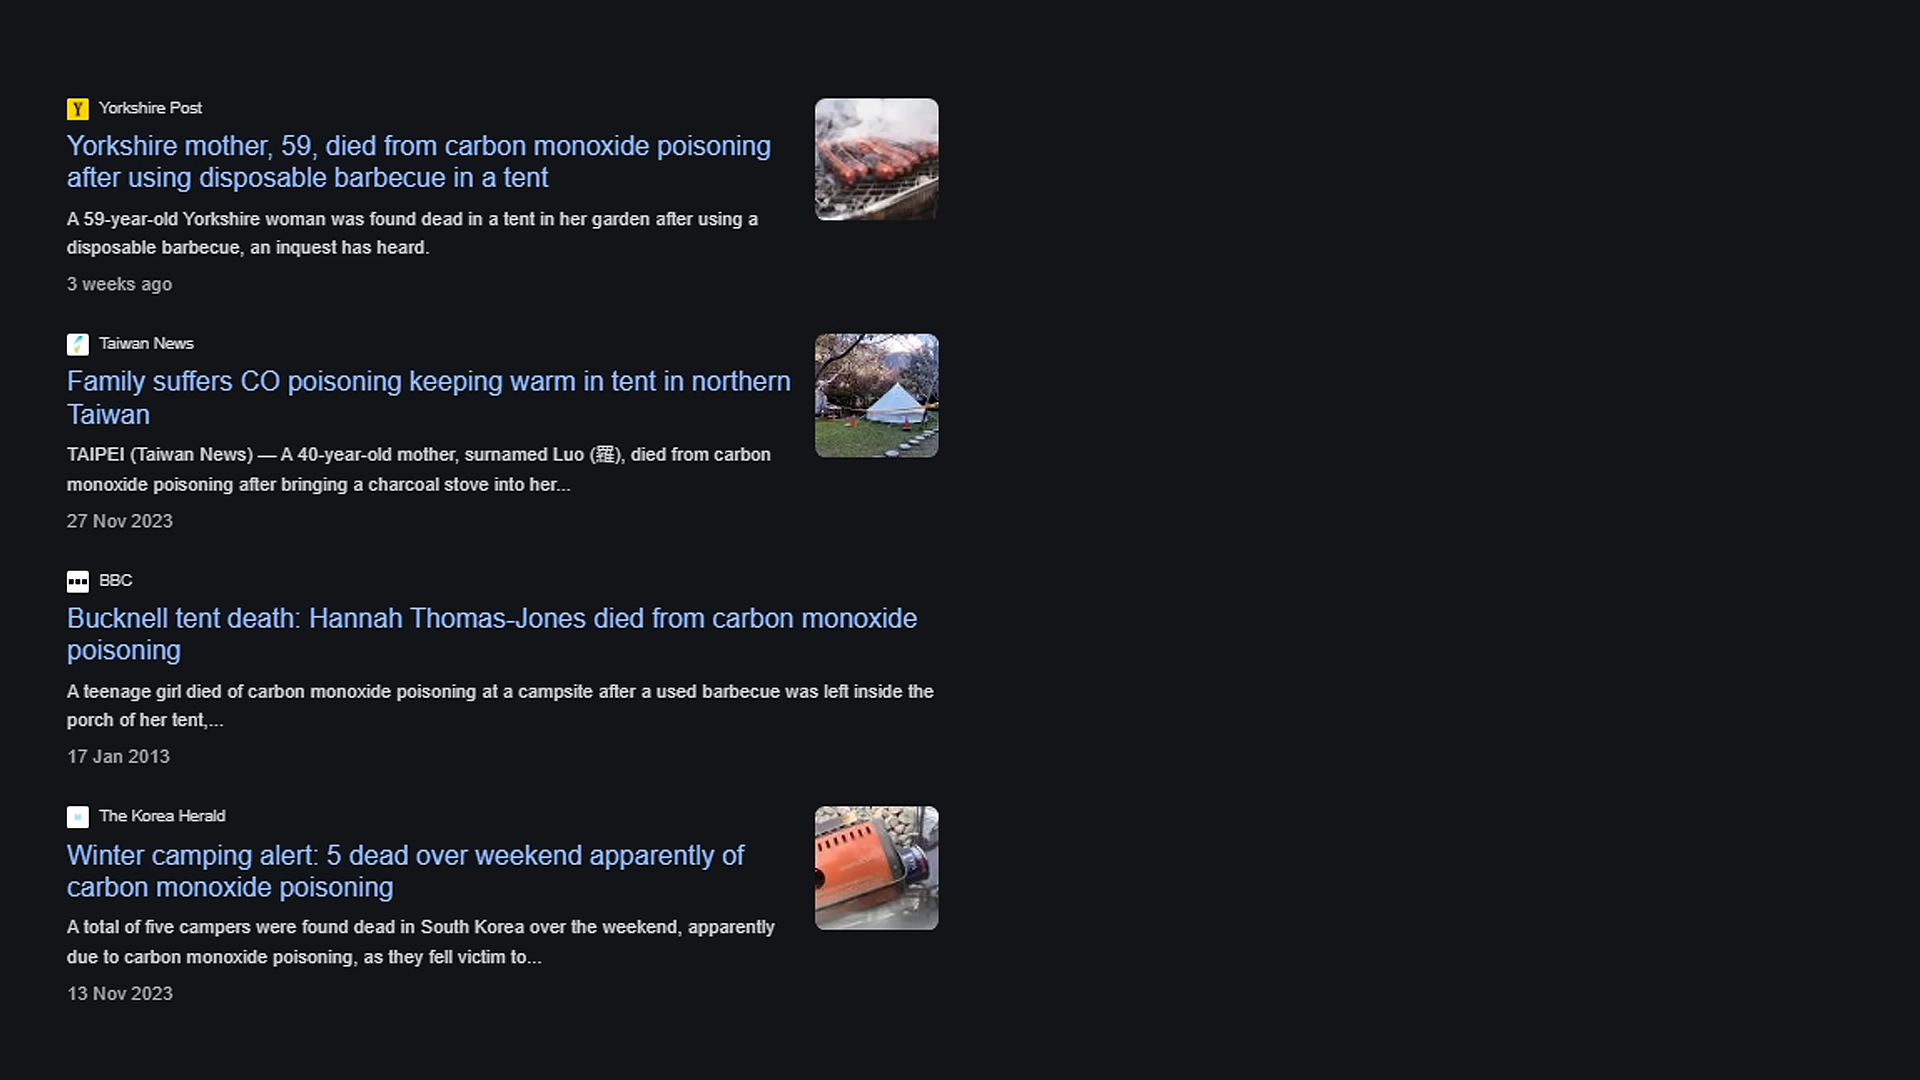 Yorkshire Post
Yorkshire mother, 59, died from carbon monoxide poisoning
after using disposable barbecue in a tent
A 59-year-old Yorkshire woman was found dead in a tent in her garden after using a
disposable barbecue, an inquest has heard.
3 weeks ago
Taiwan News
Family suffers CO poisoning keeping warm in tent in northern
Taiwan
TAIPEI (Taiwan News) — A 40-year-old mother, surnamed Luo (羅), died from carbon
monoxide poisoning after bringing a charcoal stove into her...
27 Nov 2023
BBC
Bucknell tent death: Hannah Thomas-Jones died from carbon monoxide
poisoning
A teenage girl died of carbon monoxide poisoning at a campsite after a used barbecue was left inside the
porch of her tent,...
17 Jan 2013
The Korea Herald
Winter camping alert: 5 dead over weekend apparently of
carbon monoxide poisoning
A total of five campers were found dead in South Korea over the weekend, apparently
due to carbon monoxide poisoning, as they fell victim to...
13 Nov 2023